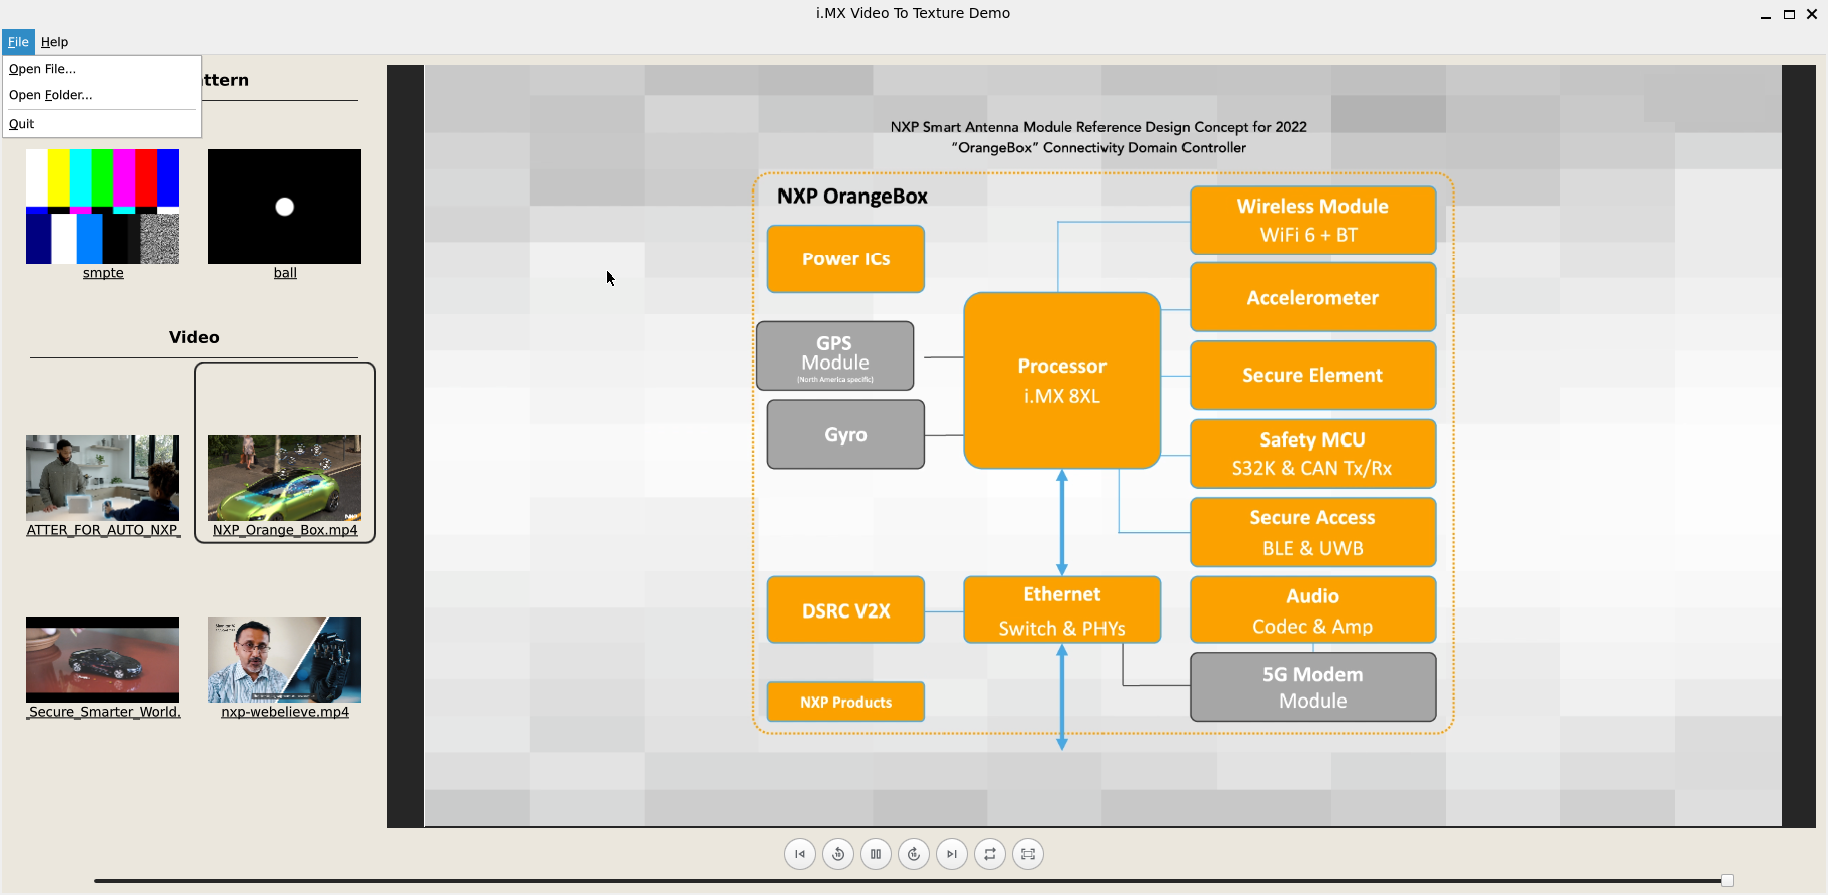 i.MX Video To Texture Demo
File Help
Open File...
Open Folder...
Quit
ttern
smpte
ball
Video
ATTER_FOR_AUTO_NXP_
NXP_Orange_Box.mp4
_Secure_Smarter_World.
nxp-webelieve.mp4
NXP Smart Antenna Module Reference Design Concept for 2022
“OrangeBox” Connectivity Domain Controller
NXP OrangeBox
Power ICs
GPS
Module
(North America specific)
Gyro
Processor
i.MX 8XL
Wireless Module
WiFi 6 + BT
Accelerometer
Secure Element
Safety MCU
S32K & CAN Tx/Rx
Secure Access
BLE & UWB
DSRC V2X
Ethernet
Switch & PHYs
Audio
Codec & Amp
5G Modem
Module
NXP Products